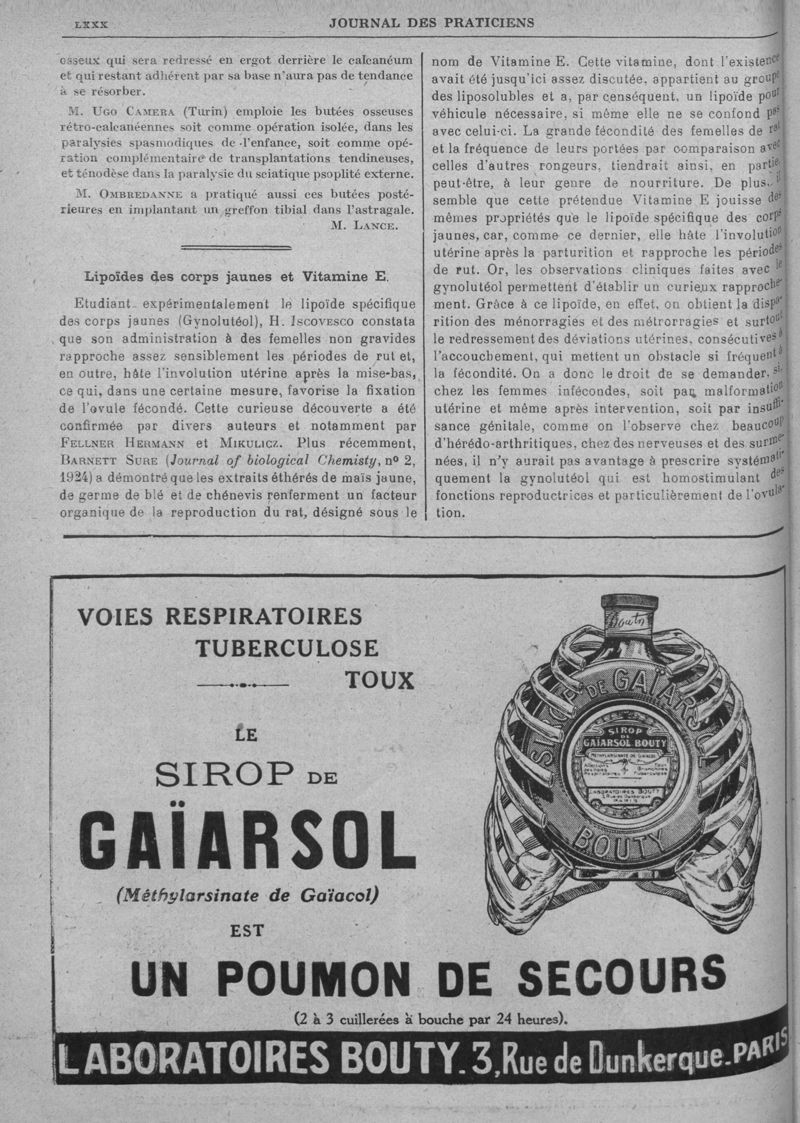 LXXX
JOURNAL DES PRATICIENS
osseux qui sera redressé en ergot derrière le calcanéum
et qui restant adhérent par sa base n'aura pas de tendance
à se résorber.
M. UGO CAMERA (Turin) emploie les butées osseuses
rétro-calcanéennes soit comme opération isolée, dans les
paralysies spasmodiques de l'enfance, soit comme opé-
ration complémentaire de transplantations tendineuses,
et ténodèse dans la paralysie du sciatique psoplité externe.
M. OMBREDANNE a pratiqué aussi ces butées posté-
rieures en implantant un greffon tibial dans l'astragale.
M. LANCE.
Lipoïdes des corps jaunes et Vitamine E.
Etudiant expérimentalement le lipoïde spécifique
des corps jaunes (Gynolutéol), H. ISCOVESCO constata
que son administration à des femelles non gravides
rapproche assez sensiblement les périodes de rut et,
en outre, hâte l'involution utérine après la mise-bas,
ce qui, dans une certaine mesure, favorise la fixation
de l'ovule fécondé. Cette curieuse découverte a été
confirmée par divers auteurs et notamment par
FELLNER HERMANN et MIKULICZ. Plus récemment,
BARNETT SURE (Journal of biological Chemisty, nº 2,
1924) a démontré que les extraits éthérés de maïs jaune,
de germe de blé et de chénevis renferment un facteur
organique de la reproduction du rat, désigné sous le
nom de Vitamine E. Cette vitamine, dont l'existence
avait été jusqu'ici assez discutée, appartient au groupe
des liposolubles et a, par censéquent, un lipoïde pour
véhicule nécessaire, si même elle ne se confond pas
avec celui-ci. La grande fécondité des femelles de rat
et la fréquence de leurs portées par comparaison avec
celles d'autres rongeurs, tiendrait ainsi, en partie
peut-être, à leur genre de nourriture. De plus, il
semble que cette prétendue Vitamine E jouisse des
mêmes propriétés que le lipoïde spécifique des corps
jaunes, car, comme ce dernier, elle hâte l'involution
utérine après la parturition et rapproche les périodes
de rut. Or, les observations cliniques faites avec le
gynolutéol permettent d'établir un curieux rapproche-
ment. Grâce à ce lipoïde, en effet, on obtient la dispa-
rition des ménorragies et des métrorragies et surtout
le redressement des déviations utérines, consécutives à
l'accouchement, qui mettent un obstacle si fréquent à
la fécondité. On a donc le droit de se demander, si,
chez les femmes infécondes, soit par malformation
utérine et même après intervention, soit par insuffi-
sance génitale, comme on l'observe chez beaucoup
d'hérédo-arthritiques, chez des nerveuses et des surme-
nées, il n'y aurait pas avantage à prescrire systémati-
quement la gynolutéol qui est homostimulant des
fonctions reproductrices et particulièrement de l'ovula-
tion.
VOIES RESPIRATOIRES
TUBERCULOSE
TOUX
LE
SIROP DE
GAÏARSOL
(Méthylarsinate de Gaïacol)
EST
UN POUMON DE SECOURS
(2 à 3 cuillerées à bouche par 24 heures).
LABORATOIRES BOUTY_3, Rue de Dunkerque_PARIS
Bouty
SIROP DE GAÏARSOL
BOUTY
SIROP
DE
GAÏARSOL BOUTY
MÉTHYLARSINATE DE GAÏACOL
LABORATOIRES BOUTY
3 Rue de Dunkerque
PARIS